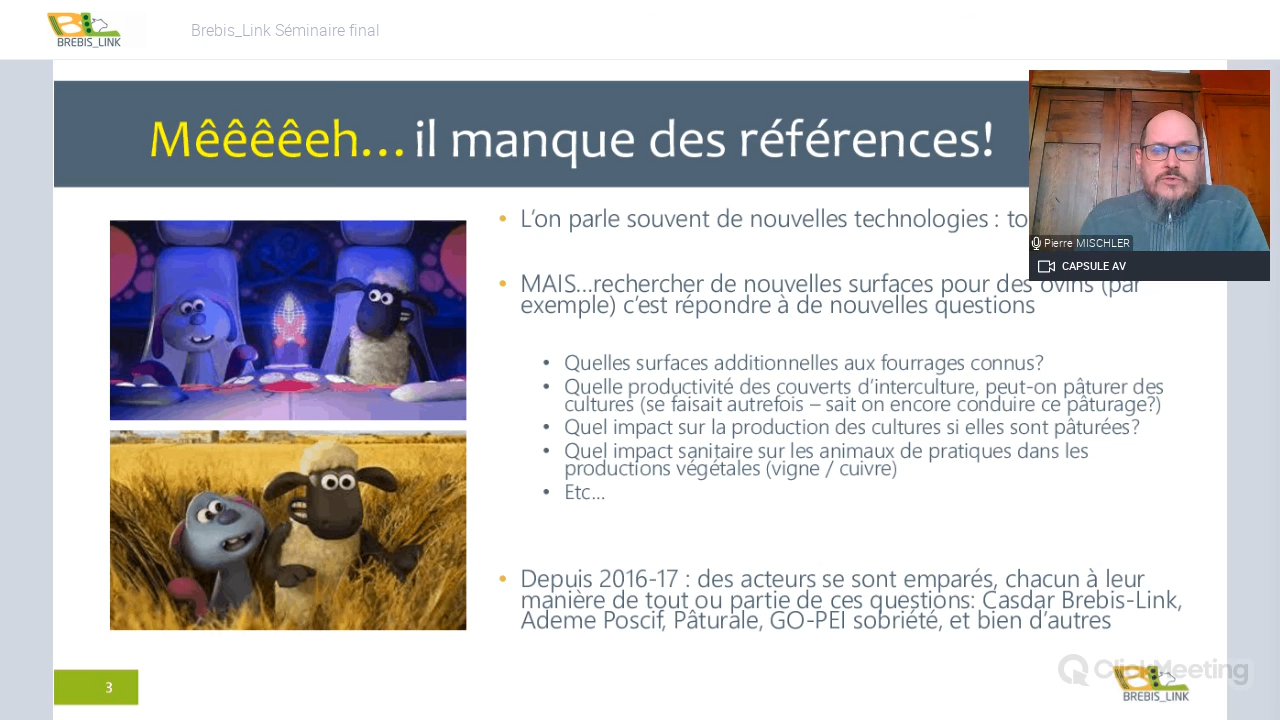 BREBIS_LINK
Brebis_Link Séminaire final
Mêêêêeh... il manque des références!
Pierre MISCHLER
CAPSULE AV
• L'on parle souvent de nouvelles technologies :
• MAIS...rechercher de nouvelles surfaces pour des ovins (par
exemple) c'est répondre à de nouvelles questions
• Quelles surfaces additionnelles aux fourrages connus?
• Quelle productivité des couverts d'interculture, peut-on pâturer des
cultures (se faisait autrefois – sait on encore conduire ce pâturage?)
• Quel impact sur la production des cultures si elles sont pâturées?
• Quel impact sanitaire sur les animaux de pratiques dans les
productions végétales (vigne / cuivre)
• Etc...
• Depuis 2016-17 : des acteurs se sont emparés, chacun à leur
manière de tout ou partie de ces questions: Casdar Brebis-Link,
Ademe Poscif, Pâturale, GO-PEI sobriété, et bien d'autres
3
ClickMeeting
BREBIS_LINK